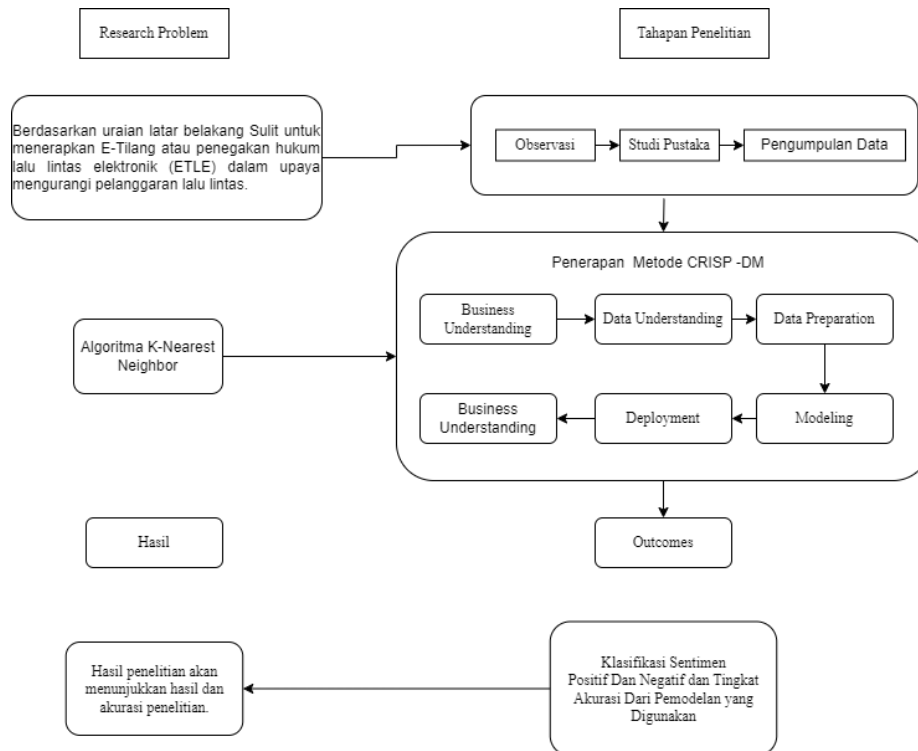 Research Problem
Tahapan Penelitian
Berdasarkan uraian latar belakang Sulit untuk
menerapkan E-Tilang atau penegakan hukum
lalu lintas elektronik (ETLE) dalam upaya
mengurangi pelanggaran lalu lintas.
Observasi
Studi Pustaka
Pengumpulan Data
Penerapan Metode CRISP -DM
Business
Understanding
Data Understanding
Data Preparation
Algoritma K-Nearest
Neighbor
Business
Understanding
Deployment
Modeling
Hasil
Outcomes
Hasil penelitian akan
menunjukkan hasil dan
akurasi penelitian.
Klasifikasi Sentimen
Positif Dan Negatif dan Tingkat
Akurasi Dari Pemodelan yang
Digunakan